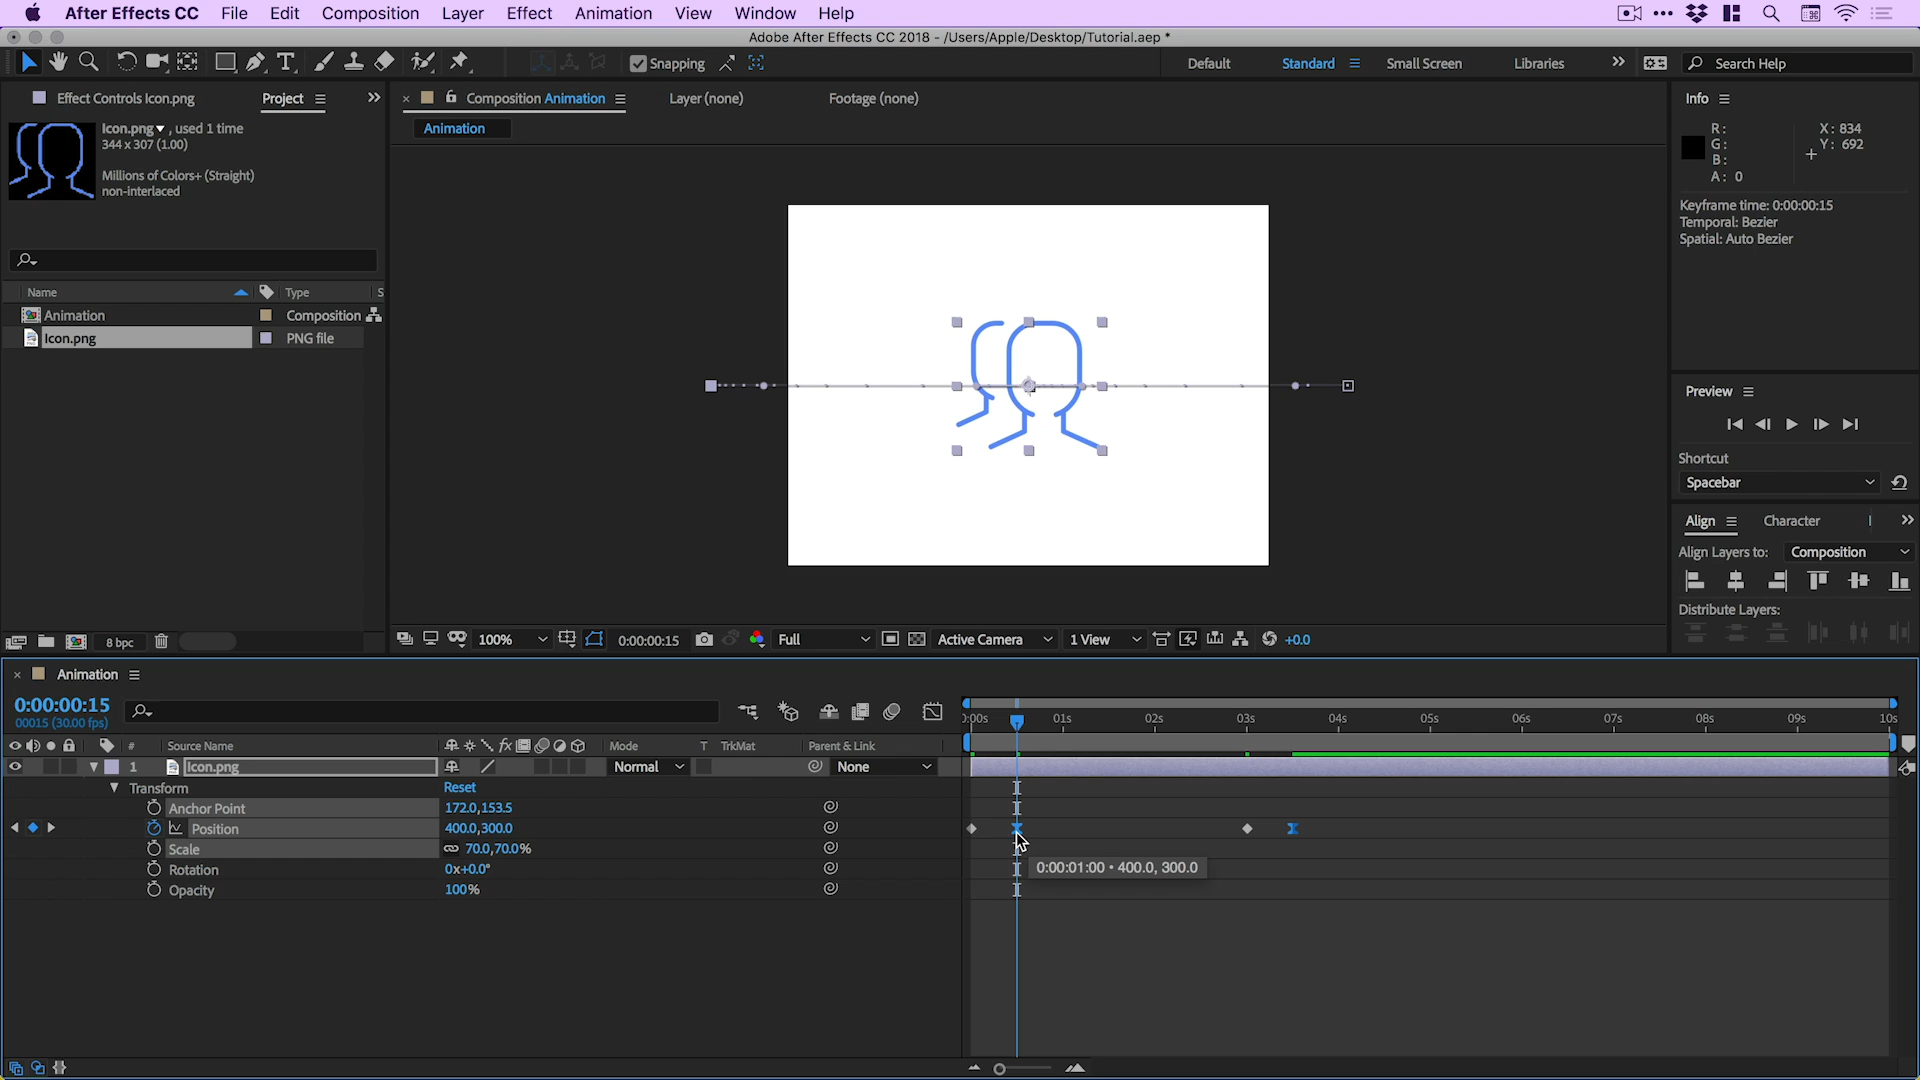 After Effects CC File Edit Composition Layer Effect Animation View Window Help
Adobe After Effects CC 2018 - /Users/Apple/Desktop/Tutorial.aep *
Snapping Default Standard Small Screen Libraries Search Help
Effect Controls Icon.png Project
Composition Animation Layer (none) Footage (none)
Animation
Icon.png , used 1 time
344 x 307 (1.00)
Millions of Colors+ (Straight)
non-interlaced
Name Type S
Animation Composition
Icon.png PNG file
8 bpc
100% 0:00:00:15 Full Active Camera 1 View +0.0
Info
R:
G:
B:
A: 0
X: 834
Y: 692
Keyframe time: 0:00:00:15
Temporal: Bezier
Spatial: Auto Bezier
Preview
Shortcut
Spacebar
Align Character
Align Layers to: Composition
Distribute Layers:
Animation
0:00:00:15
00015 (30.00 fps)
# Source Name Mode T TrkMat Parent & Link
1 Icon.png Normal None
Transform Reset
Anchor Point 172.0,153.5
Position 400.0,300.0
Scale 70.0,70.0%
Rotation 0x+0.0°
Opacity 100%
0:00s 01s 02s 03s 04s 05s 06s 07s 08s 09s 10s
0:00:01:00 • 400.0, 300.0